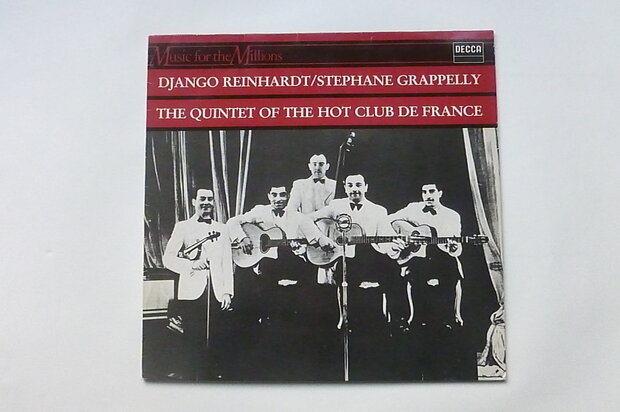 Music for the Millions
DECCA
DJANGO REINHARDT/STEPHANE GRAPPELLY
THE QUINTET OF THE HOT CLUB DE FRANCE